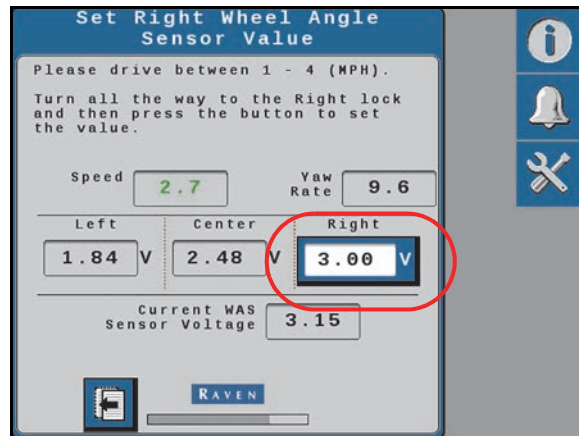 Set Right Wheel Angle
Sensor Value
Please drive between 1 - 4 (MPH).
Turn all the way to the Right lock
and then press the button to set
the value.
Speed 2.7 Yaw Rate 9.6
Left Center Right
1.84 V 2.48 V 3.00 V
Current WAS
Sensor Voltage 3.15
RAVEN